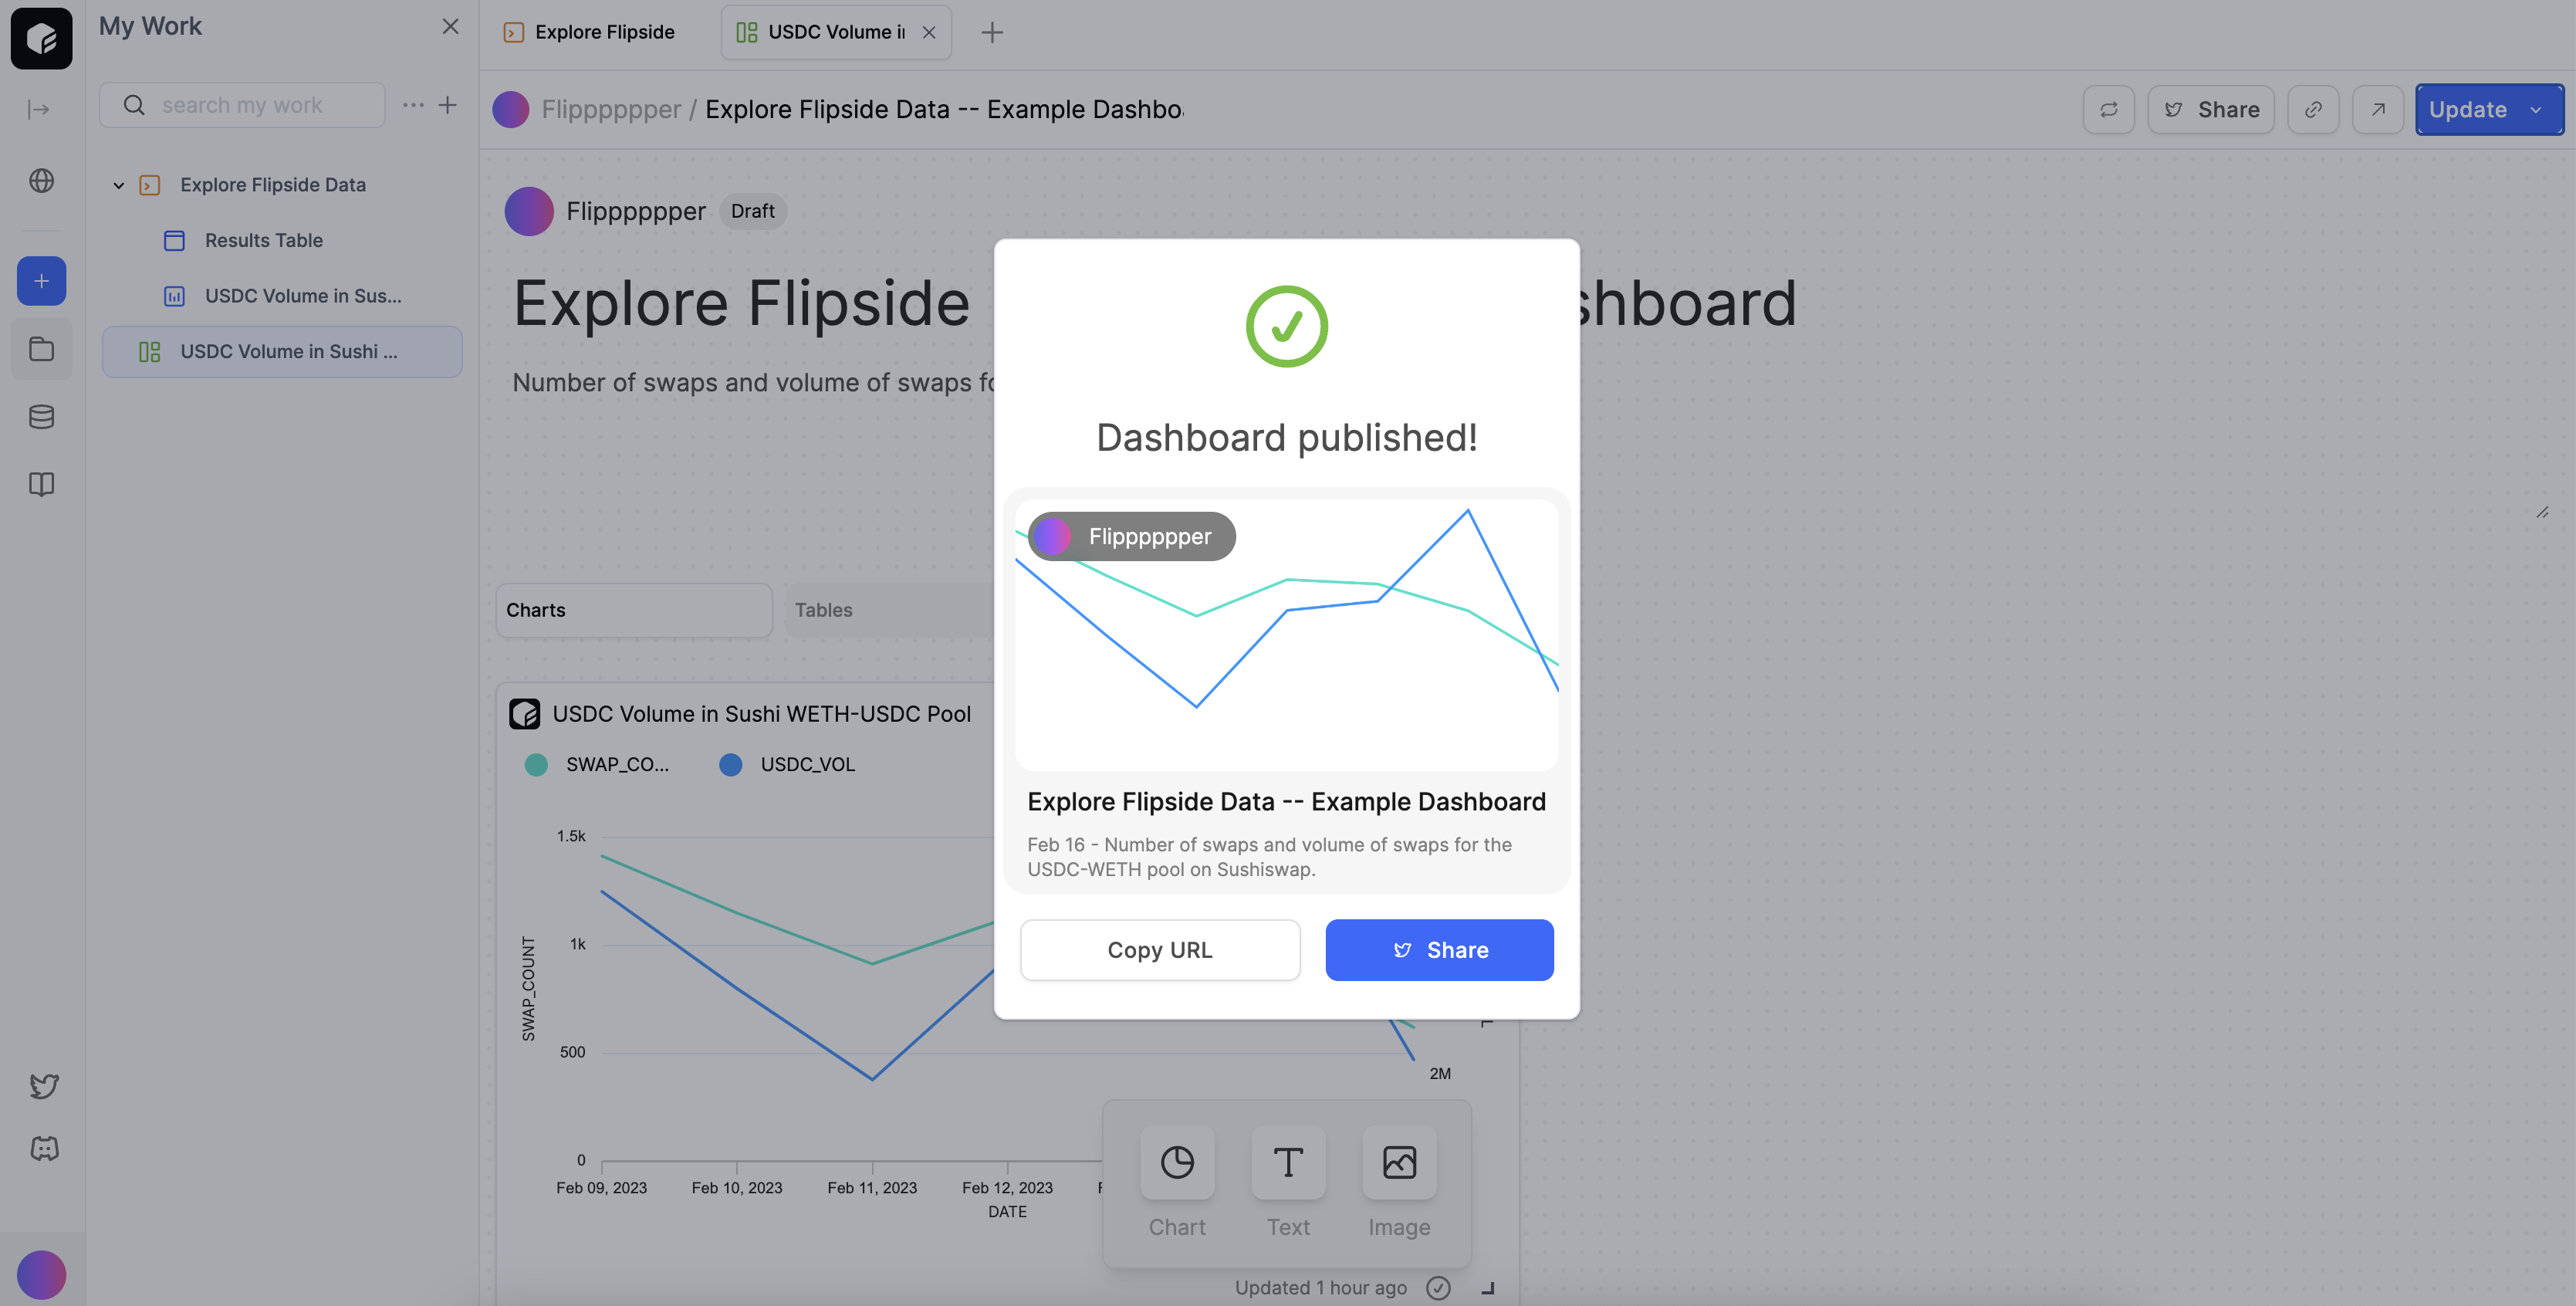 My Work
search my work
Explore Flipside Data
Results Table
USDC Volume in Sus...
USDC Volume in Sushi ...
Explore Flipside
USDC Volume i
Flipppppper / Explore Flipside Data -- Example Dashbo
Share
Update
Flipppppper
Draft
Explore Flipside
shboard
Number of swaps and volume of swaps fo
Charts
Tables
USDC Volume in Sushi WETH-USDC Pool
SWAP_CO...
USDC_VOL
1.5k
1k
500
0
SWAP_COUNT
Feb 09, 2023
Feb 10, 2023
Feb 11, 2023
Feb 12, 2023
DATE
2M
Dashboard published!
Flipppppper
Explore Flipside Data -- Example Dashboard
Feb 16 - Number of swaps and volume of swaps for the
USDC-WETH pool on Sushiswap.
Copy URL
Share
Chart
Text
Image
Updated 1 hour ago